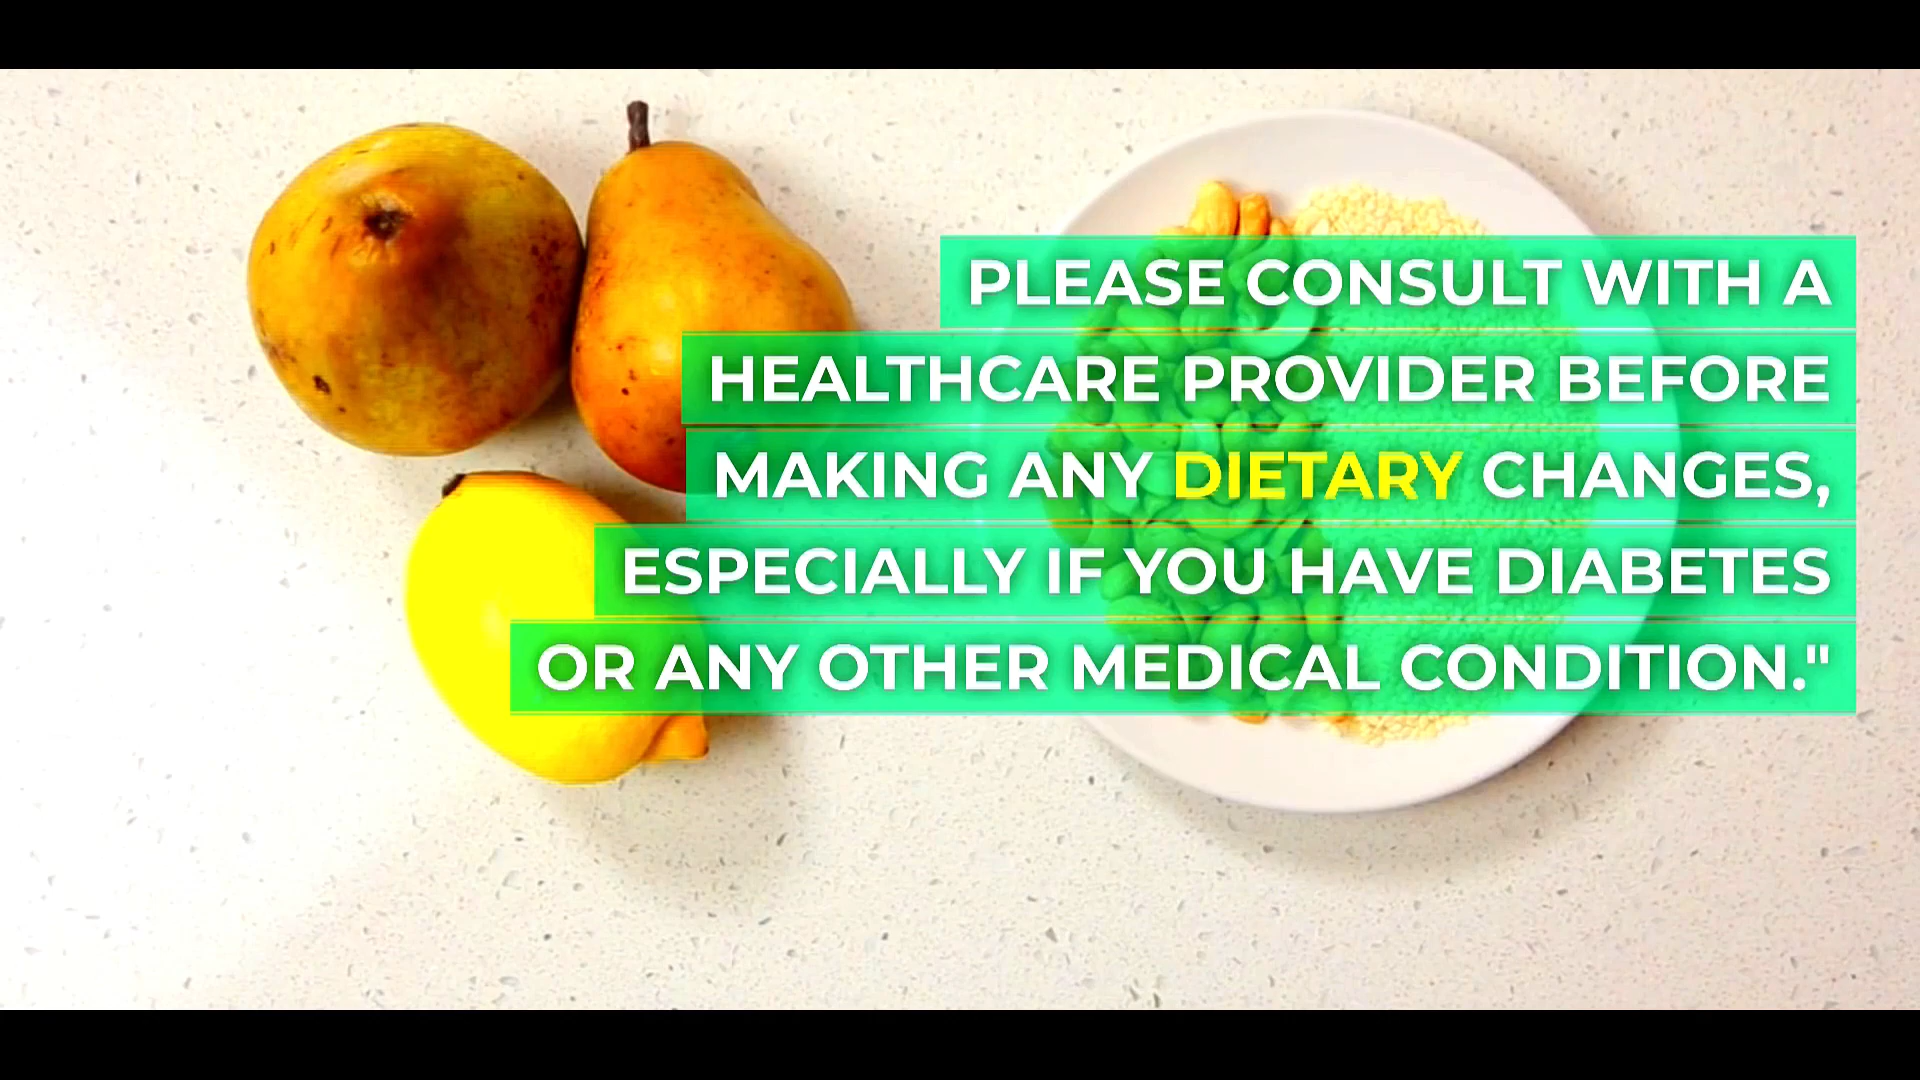 PLEASE CONSULT WITH A
HEALTHCARE PROVIDER BEFORE
MAKING ANY DIETARY CHANGES,
ESPECIALLY IF YOU HAVE DIABETES
OR ANY OTHER MEDICAL CONDITION."